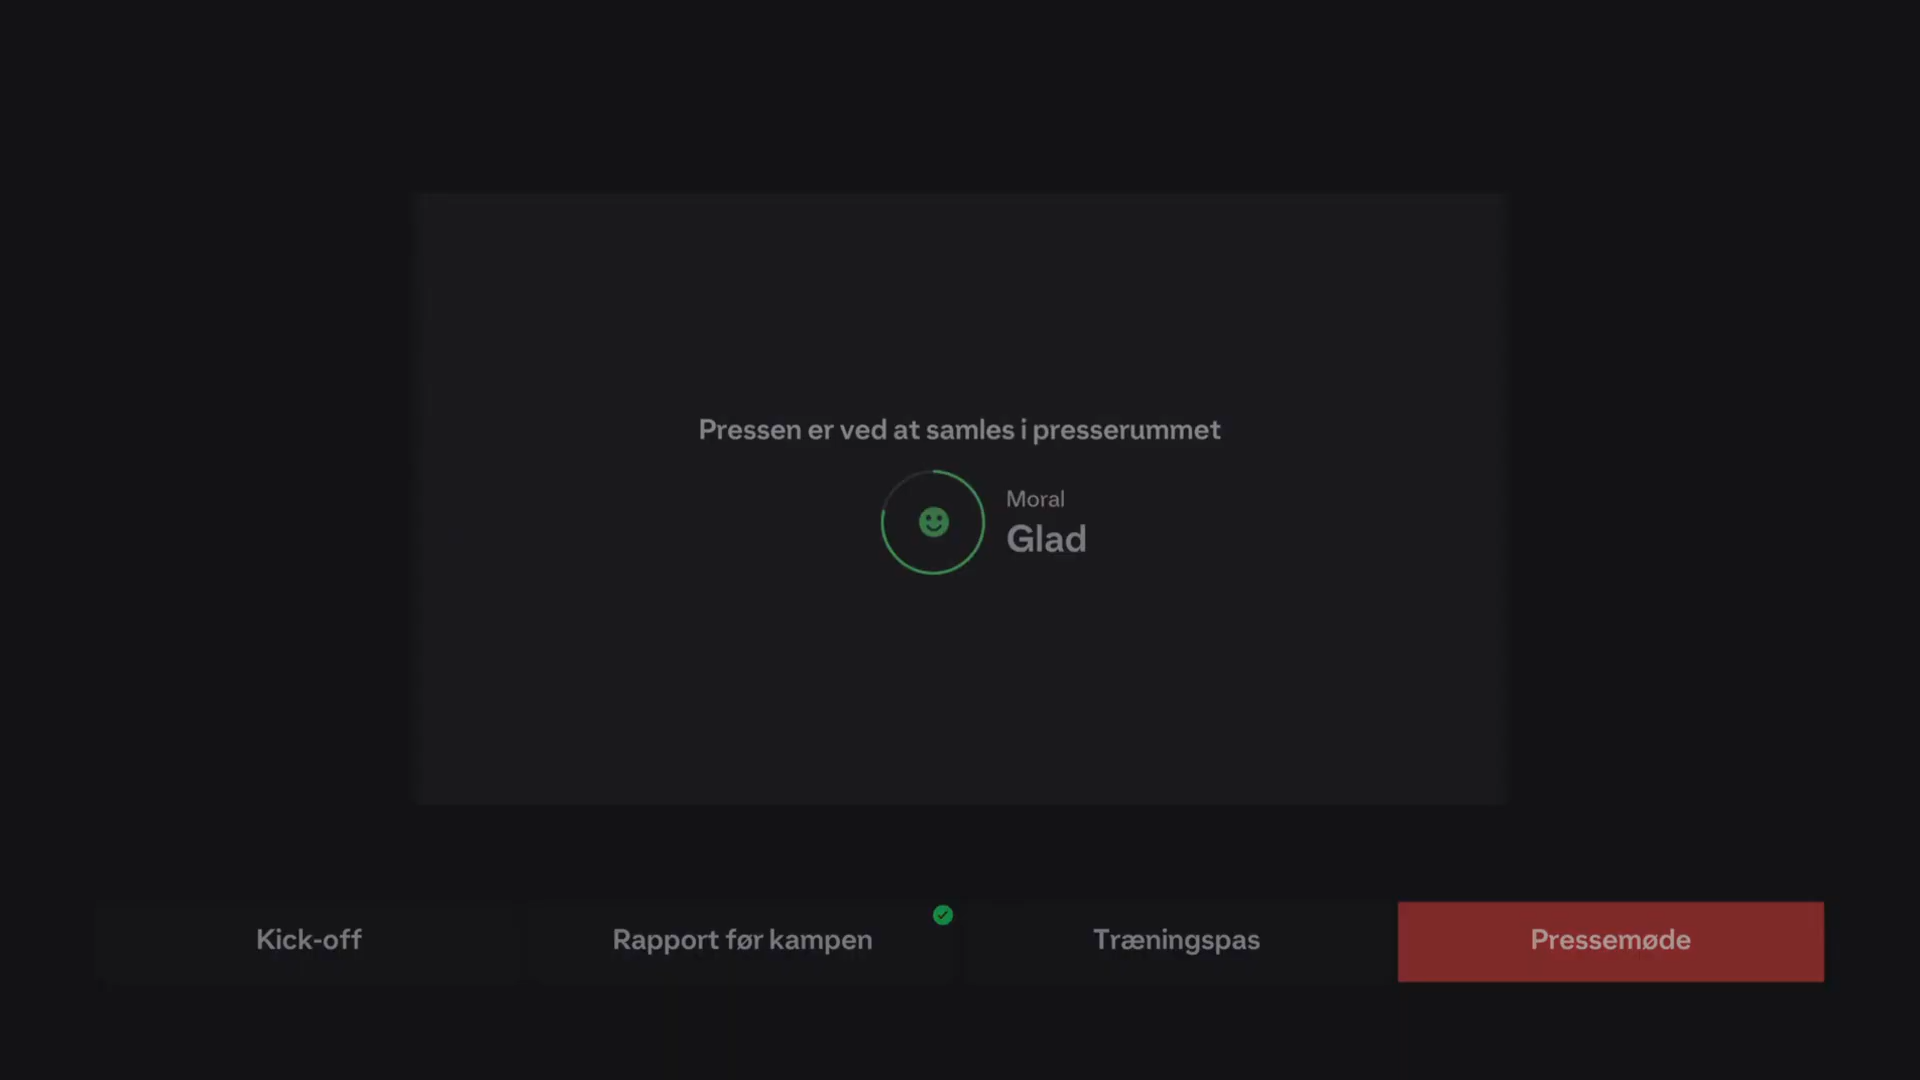 Pressen er ved at samles i presserummet
Moral
Glad
Kick-off
Rapport før kampen
Træningspas
Pressemøde